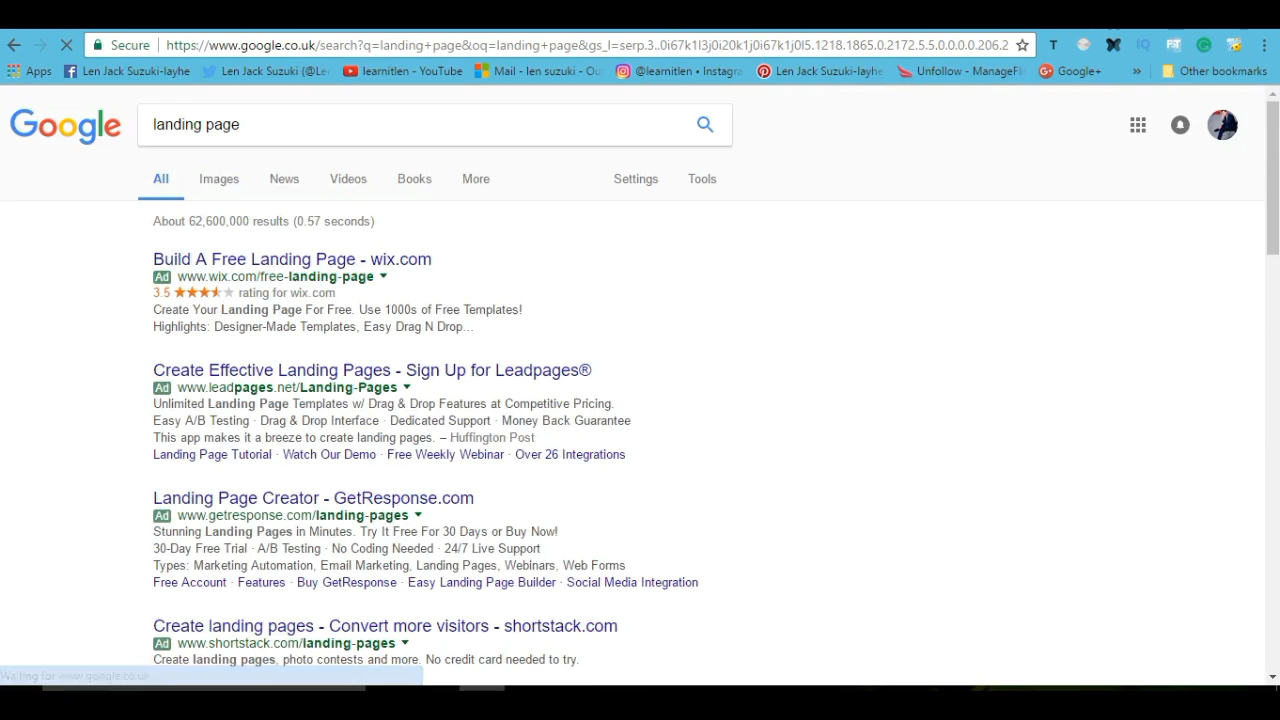 Secure https://www.google.co.uk/search?q=landing+page&oq=landing+page&gs_l=serp.3..0i67k1l3j0i20k1j0i67k1j0l5.1218.1865.0.2172.5.5.0.0.0.0.206.2
Apps Len Jack Suzuki-layhe Len Jack Suzuki (@Le learnitlen - YouTube Mail - len suzuki - Ou @learnitlen • Instagra Len Jack Suzuki-layhe Unfollow - ManageFl Google+ » Other bookmarks
Google landing page
All Images News Videos Books More Settings Tools
About 62,600,000 results (0.57 seconds)
Build A Free Landing Page - wix.com
Ad www.wix.com/free-landing-page
3.5 rating for wix.com
Create Your Landing Page For Free. Use 1000s of Free Templates!
Highlights: Designer-Made Templates, Easy Drag N Drop...
Create Effective Landing Pages - Sign Up for Leadpages®
Ad www.leadpages.net/Landing-Pages
Unlimited Landing Page Templates w/ Drag & Drop Features at Competitive Pricing.
Easy A/B Testing · Drag & Drop Interface · Dedicated Support · Money Back Guarantee
This app makes it a breeze to create landing pages. – Huffington Post
Landing Page Tutorial · Watch Our Demo · Free Weekly Webinar · Over 26 Integrations
Landing Page Creator - GetResponse.com
Ad www.getresponse.com/landing-pages
Stunning Landing Pages in Minutes. Try It Free For 30 Days or Buy Now!
30-Day Free Trial · A/B Testing · No Coding Needed · 24/7 Live Support
Types: Marketing Automation, Email Marketing, Landing Pages, Webinars, Web Forms
Free Account · Features · Buy GetResponse · Easy Landing Page Builder · Social Media Integration
Create landing pages - Convert more visitors - shortstack.com
Ad www.shortstack.com/landing-pages
Create landing pages, photo contests and more. No credit card needed to try.
Waiting for www.google.co.uk...